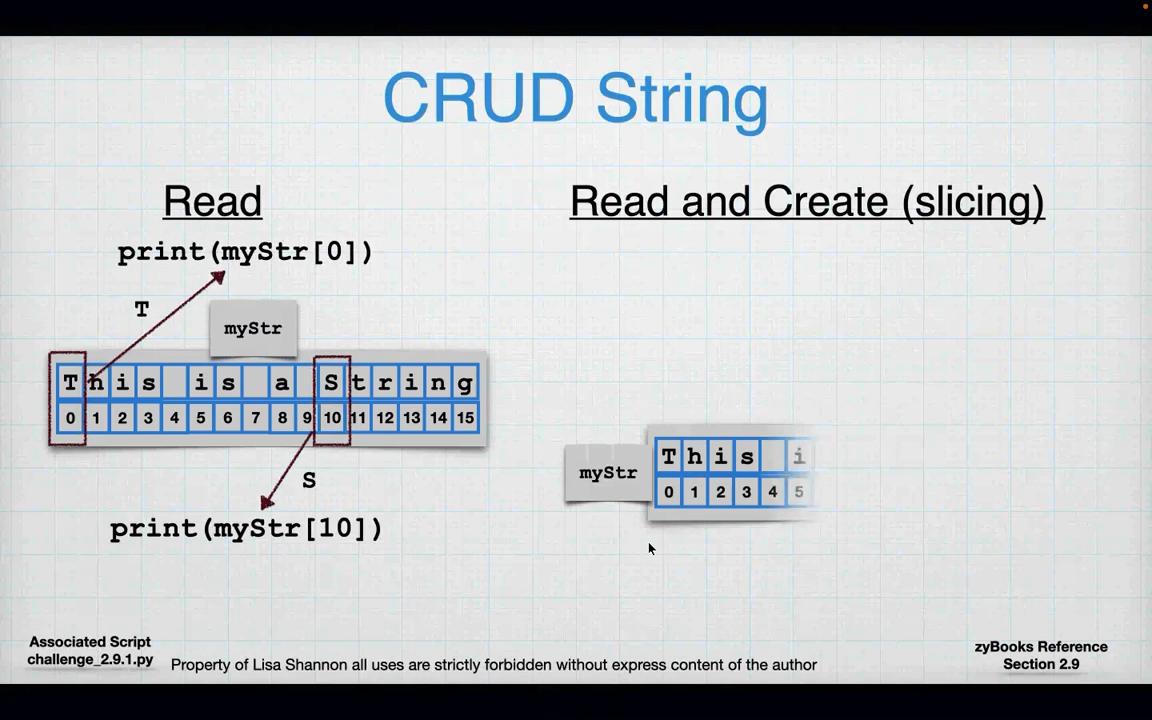 CRUD String
Read
print(myStr[0])
T
myStr
T h i s i s a S t r i n g
0 1 2 3 4 5 6 7 8 9 10 11 12 13 14 15
S
print(myStr[10])
Read and Create (slicing)
myStr
T h i s i
0 1 2 3 4 5
Associated Script
challenge_2.9.1.py
Property of Lisa Shannon all uses are strictly forbidden without express content of the author
zyBooks Reference
Section 2.9